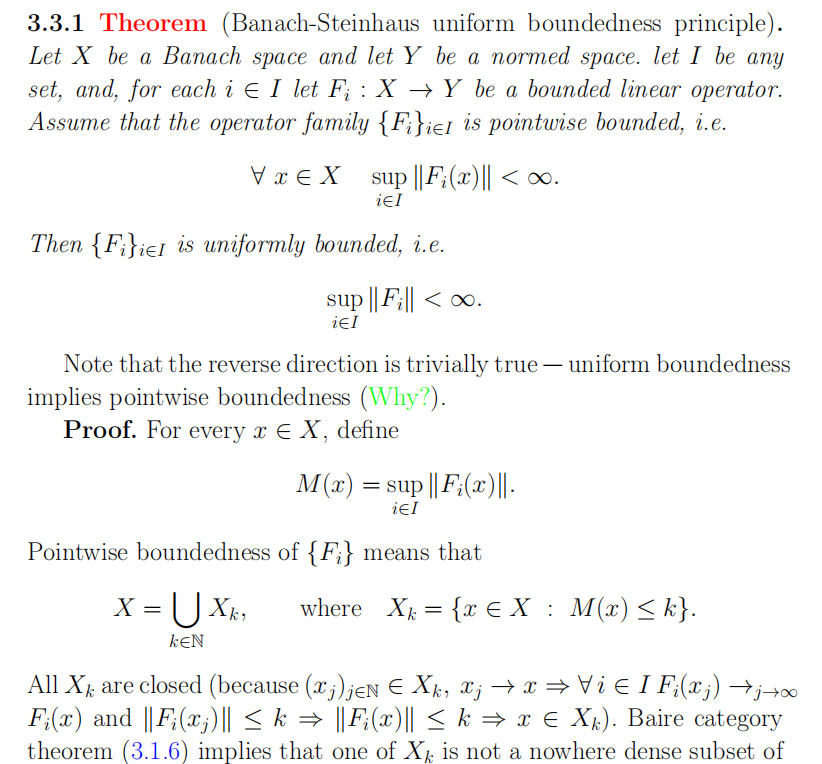 3.3.1 Theorem (Banach-Steinhaus uniform boundedness principle).
Let X be a Banach space and let Y be a normed space. let I be any
set, and, for each i ∈ I let F_i : X → Y be a bounded linear operator.
Assume that the operator family {F_i}_{i∈I} is pointwise bounded, i.e.
∀ x ∈ X sup_{i∈I} ‖F_i(x)‖ < ∞.
Then {F_i}_{i∈I} is uniformly bounded, i.e.
sup_{i∈I} ‖F_i‖ < ∞.
Note that the reverse direction is trivially true — uniform boundedness
implies pointwise boundedness (Why?).
Proof. For every x ∈ X, define
M(x) = sup_{i∈I} ‖F_i(x)‖.
Pointwise boundedness of {F_i} means that
X = ⋃_{k∈ℕ} X_k, where X_k = {x ∈ X : M(x) ≤ k}.
All X_k are closed (because (x_j)_{j∈ℕ} ∈ X_k, x_j → x ⇒ ∀ i ∈ I F_i(x_j) →_{j→∞}
F_i(x) and ‖F_i(x_j)‖ ≤ k ⇒ ‖F_i(x)‖ ≤ k ⇒ x ∈ X_k). Baire category
theorem (3.1.6) implies that one of X_k is not a nowhere dense subset of